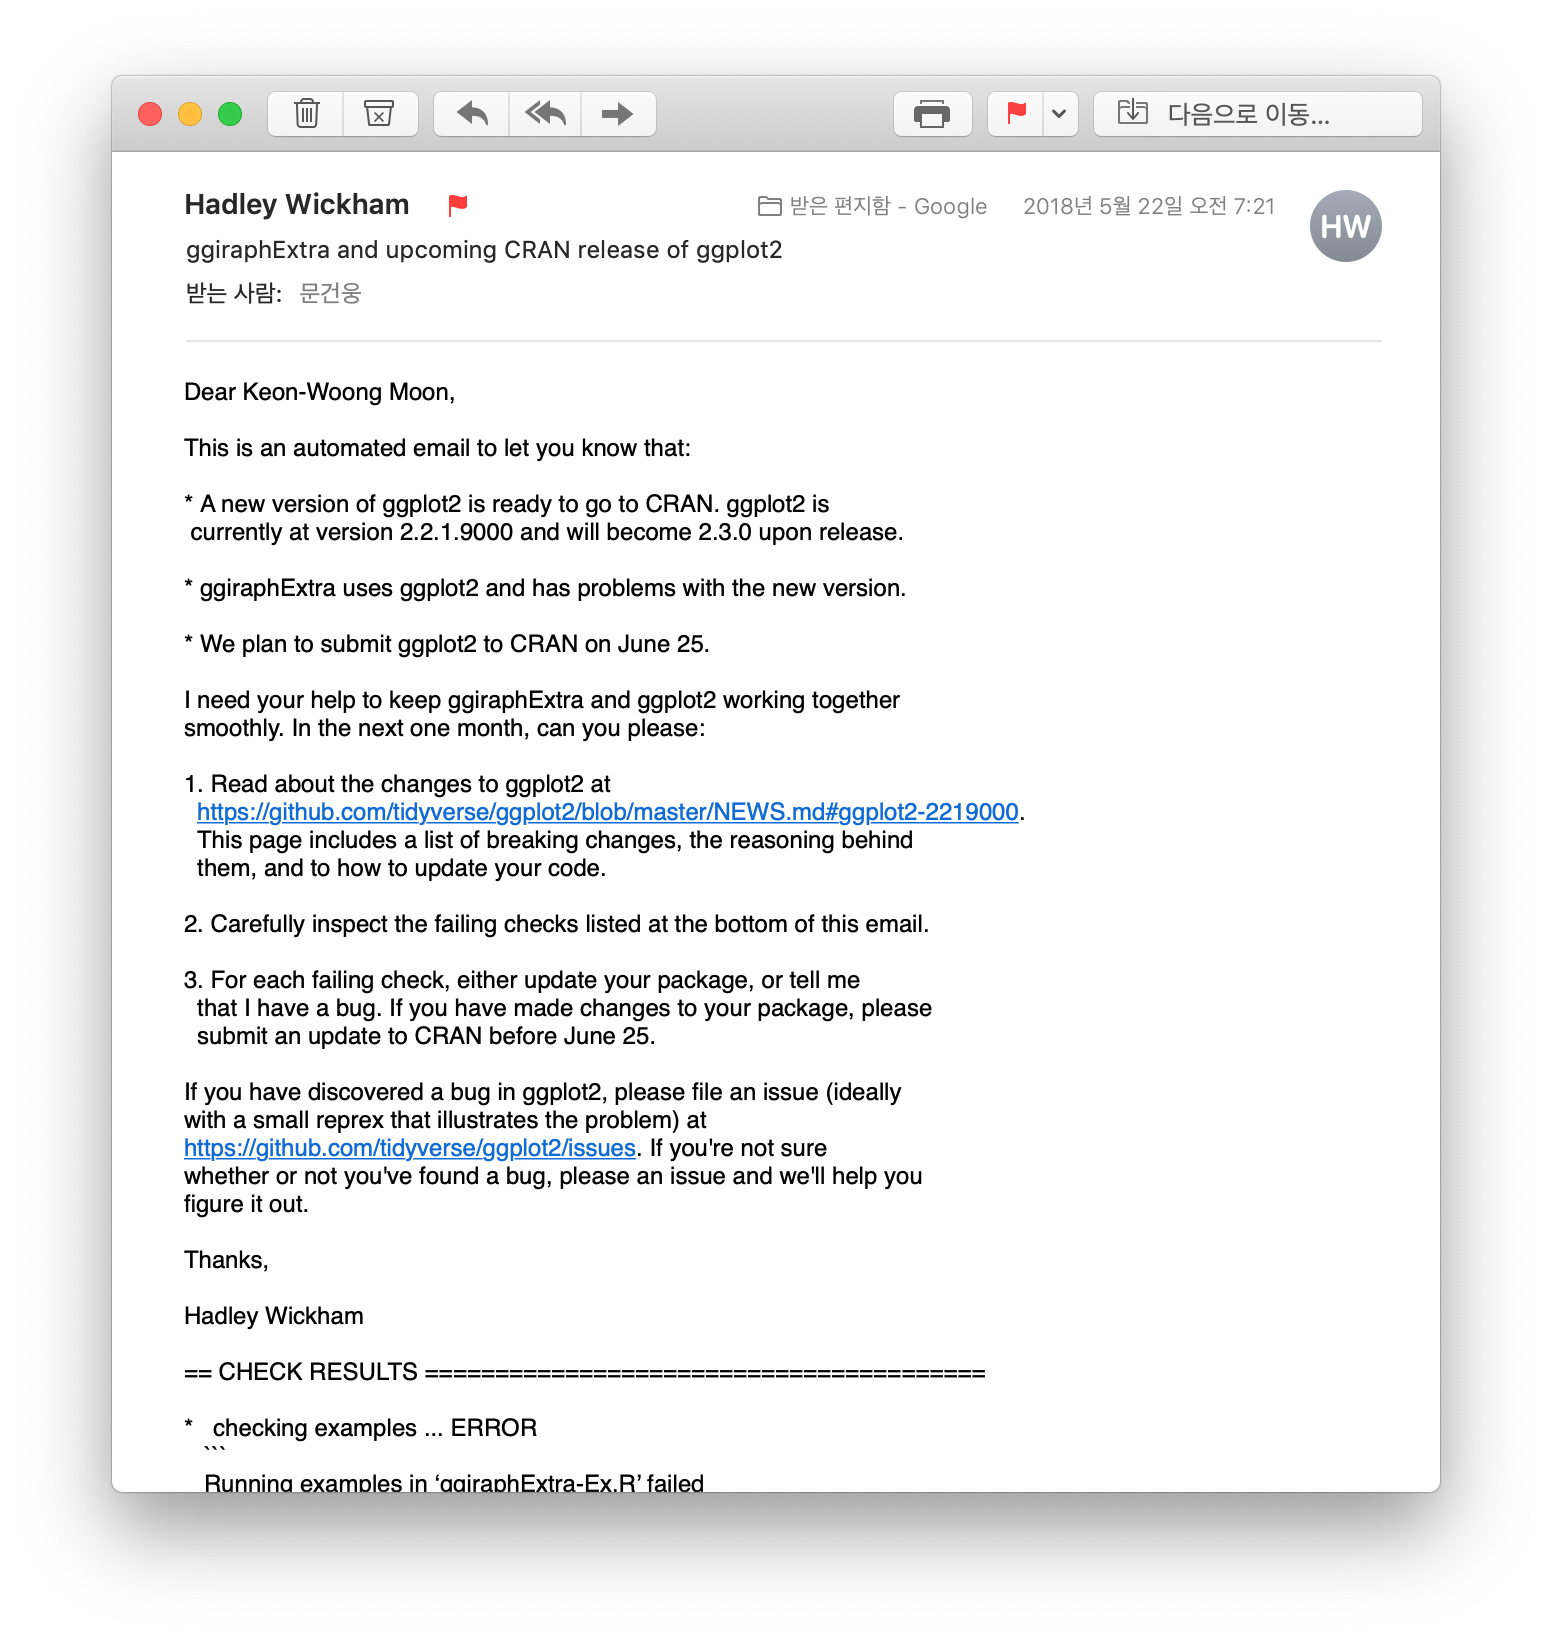 다음으로 이동...
Hadley Wickham
받은 편지함 - Google 2018년 5월 22일 오전 7:21
HW
ggiraphExtra and upcoming CRAN release of ggplot2
받는 사람: 문건웅
Dear Keon-Woong Moon,
This is an automated email to let you know that:
* A new version of ggplot2 is ready to go to CRAN. ggplot2 is
currently at version 2.2.1.9000 and will become 2.3.0 upon release.
* ggiraphExtra uses ggplot2 and has problems with the new version.
* We plan to submit ggplot2 to CRAN on June 25.
I need your help to keep ggiraphExtra and ggplot2 working together
smoothly. In the next one month, can you please:
1. Read about the changes to ggplot2 at
https://github.com/tidyverse/ggplot2/blob/master/NEWS.md#ggplot2-2219000.
This page includes a list of breaking changes, the reasoning behind
them, and to how to update your code.
2. Carefully inspect the failing checks listed at the bottom of this email.
3. For each failing check, either update your package, or tell me
that I have a bug. If you have made changes to your package, please
submit an update to CRAN before June 25.
If you have discovered a bug in ggplot2, please file an issue (ideally
with a small reprex that illustrates the problem) at
https://github.com/tidyverse/ggplot2/issues. If you're not sure
whether or not you've found a bug, please an issue and we'll help you
figure it out.
Thanks,
Hadley Wickham
== CHECK RESULTS ========================================
* checking examples ... ERROR
```
Running examples in ‘ggiraphExtra-Ex.R’ failed